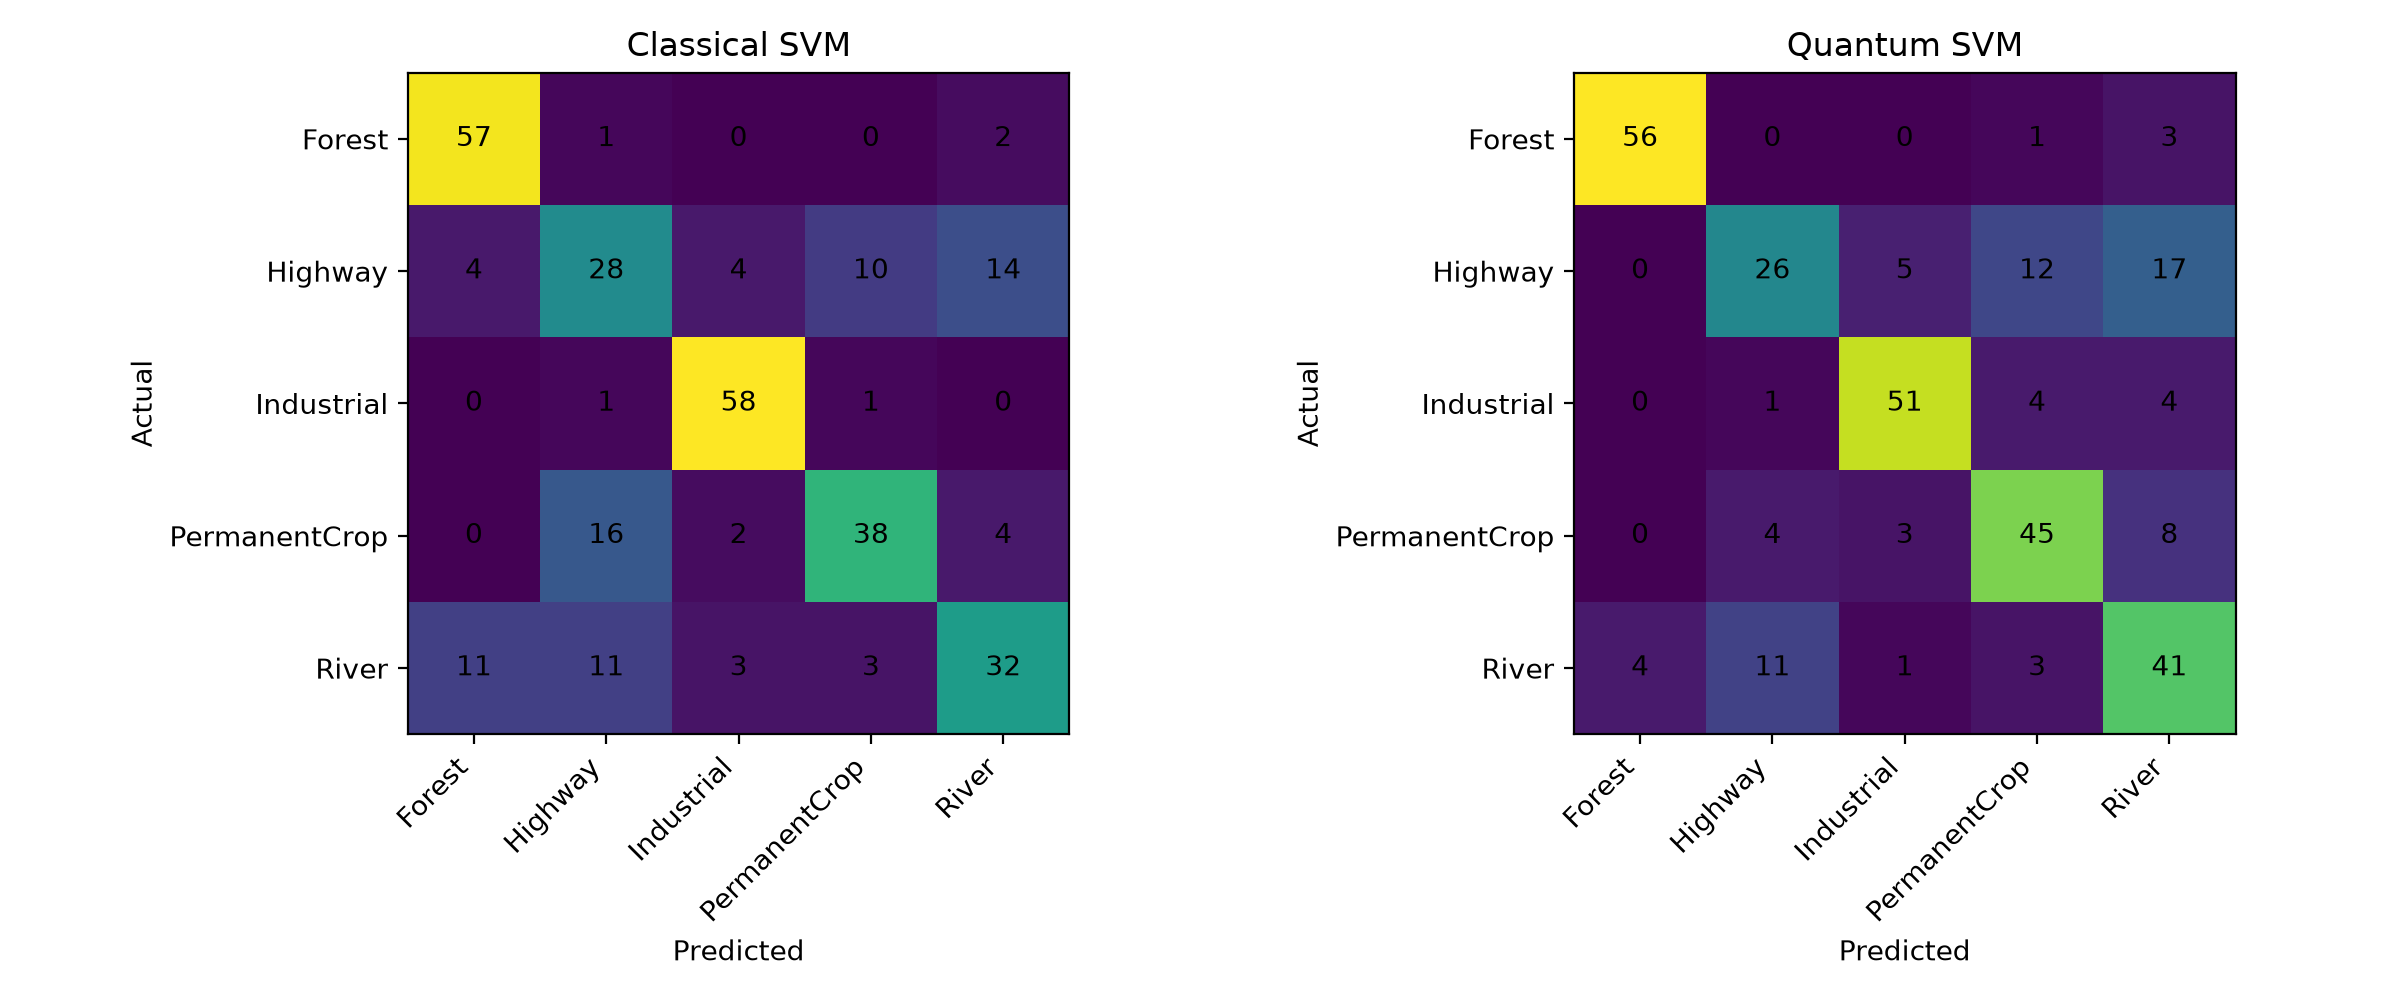 Classical SVM
Actual
Forest 57 1 0 0 2
Highway 4 28 4 10 14
Industrial 0 1 58 1 0
PermanentCrop 0 16 2 38 4
River 11 11 3 3 32
Forest Highway Industrial PermanentCrop River
Predicted
Quantum SVM
Actual
Forest 56 0 0 1 3
Highway 0 26 5 12 17
Industrial 0 1 51 4 4
PermanentCrop 0 4 3 45 8
River 4 11 1 3 41
Forest Highway Industrial PermanentCrop River
Predicted